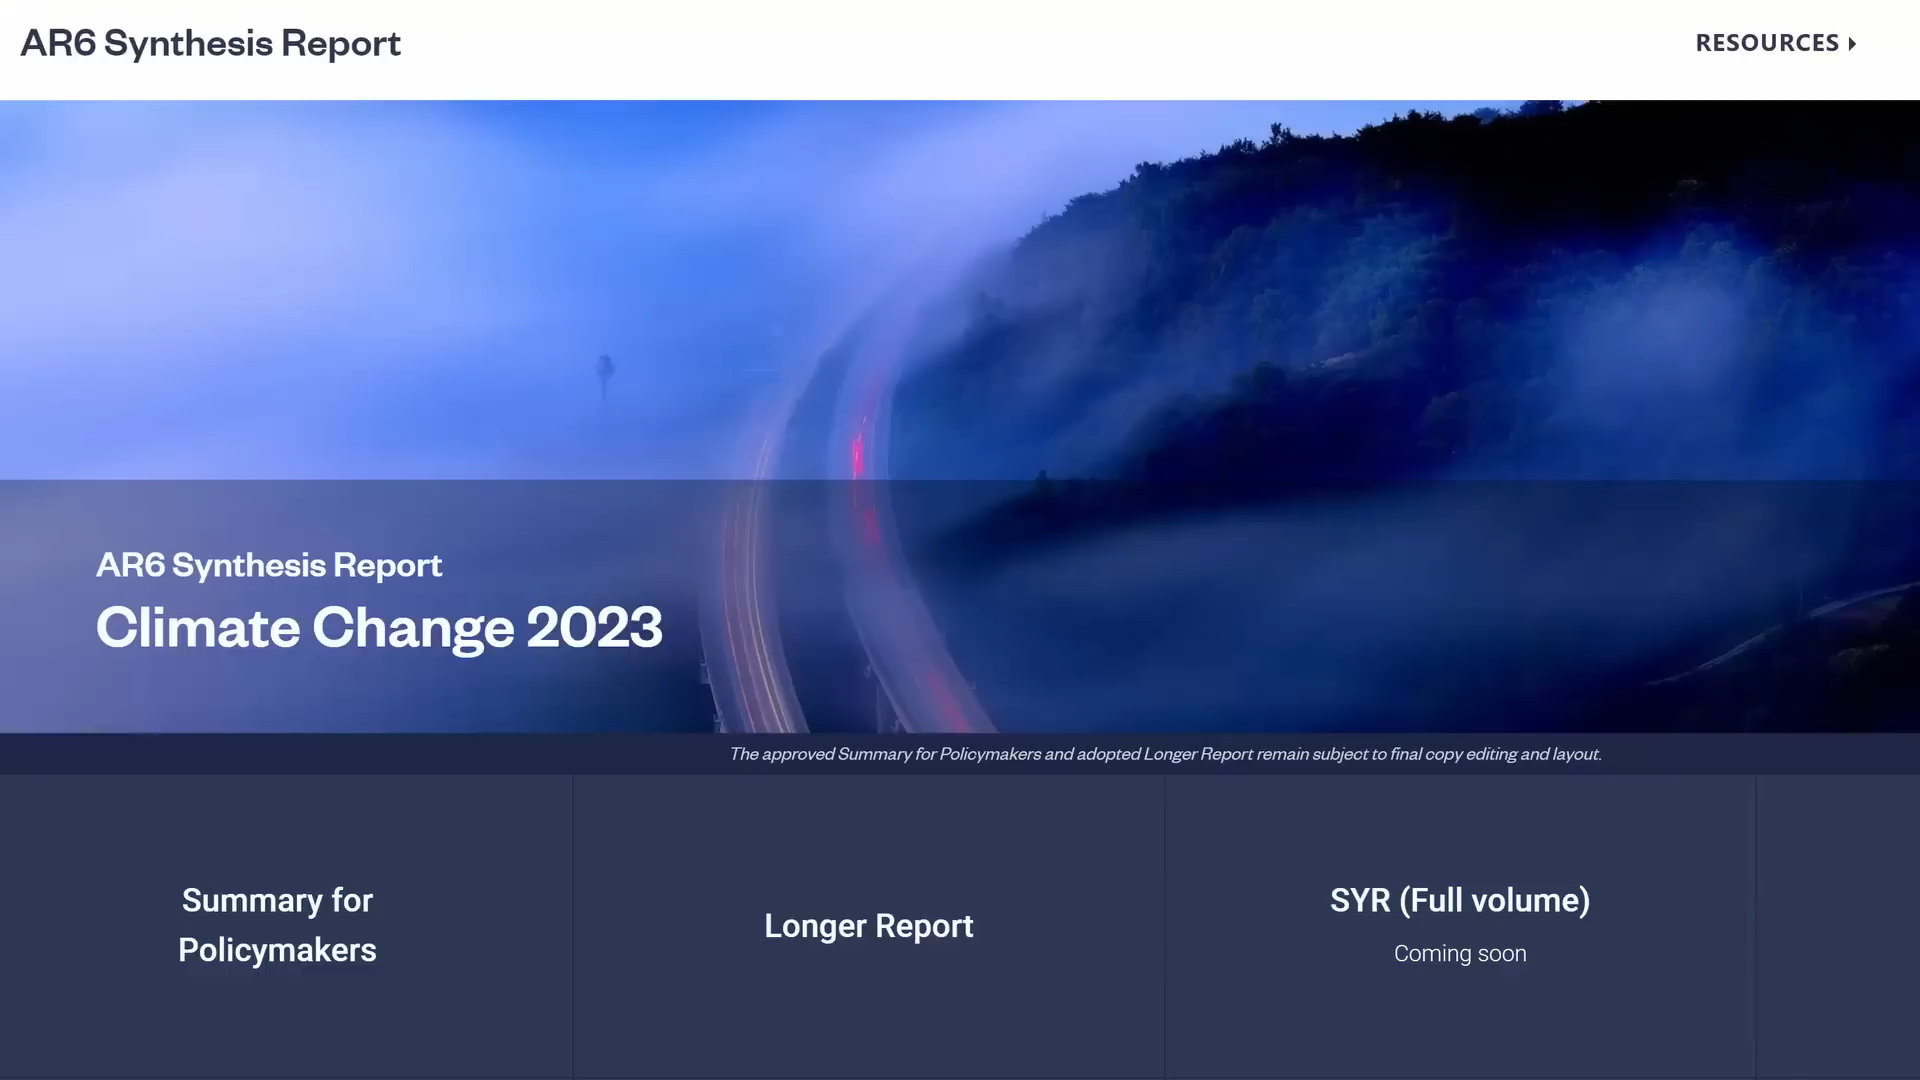 AR6 Synthesis Report
RESOURCES
AR6 Synthesis Report
Climate Change 2023
The approved Summary for Policymakers and adopted Longer Report remain subject to final copy editing and layout.
Summary for
Policymakers
Longer Report
SYR (Full volume)
Coming soon